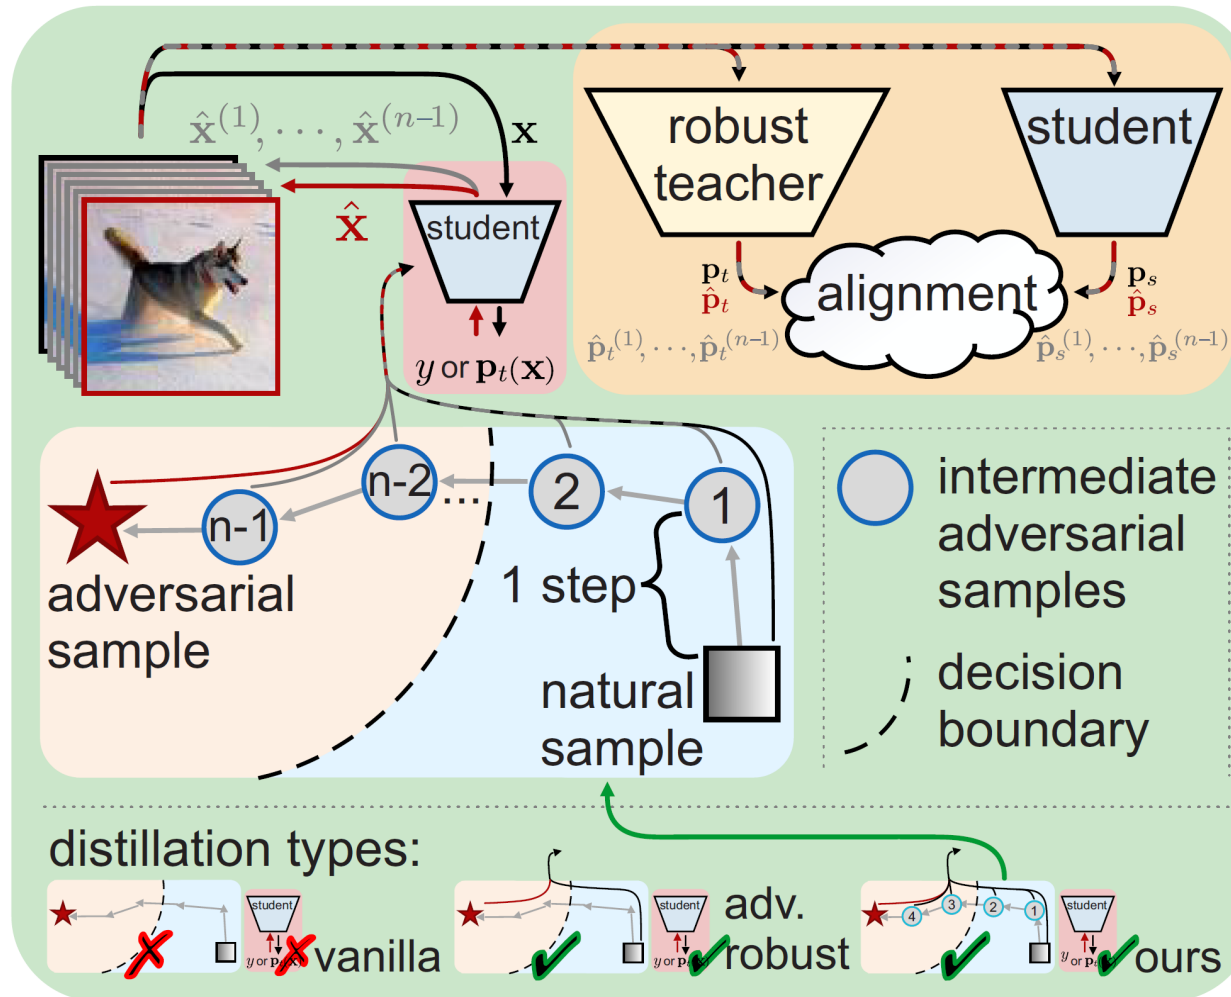 x̂⁽¹⁾, ⋯, x̂⁽ⁿ⁻¹⁾
x
x̂
student
y or pₜ(x)
robust
teacher
student
pₜ
p̂ₜ
p̂ₜ⁽¹⁾, ⋯, p̂ₜ⁽ⁿ⁻¹⁾
alignment
pₛ
p̂ₛ
p̂ₛ⁽¹⁾, ⋯, p̂ₛ⁽ⁿ⁻¹⁾
n-1
n-2
...
2
1
adversarial
sample
1 step
natural
sample
intermediate
adversarial
samples
decision
boundary
distillation types:
student
vanilla
student
adv.
robust
4
3
2
1
student
ours